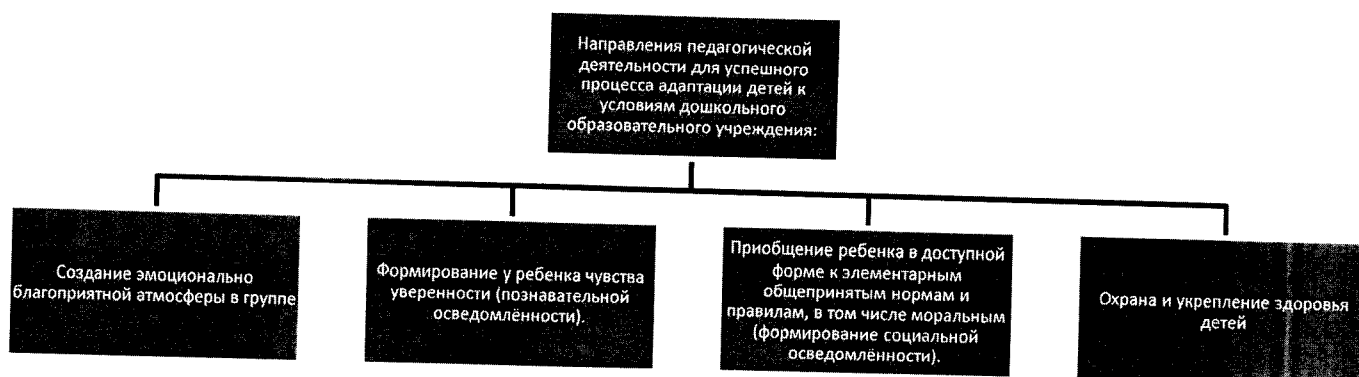 Направления педагогической
деятельности для успешного
процесса адаптации детей к
условиям дошкольного
образовательного учреждения:
Создание эмоционально
благоприятной атмосферы в группе
Формирование у ребенка чувства
уверенности (познавательной
осведомлённости).
Приобщение ребенка в доступной
форме к элементарным
общепринятым нормам и
правилам, в том числе моральным
(формирование социальной
осведомлённости).
Охрана и укрепление здоровья
детей